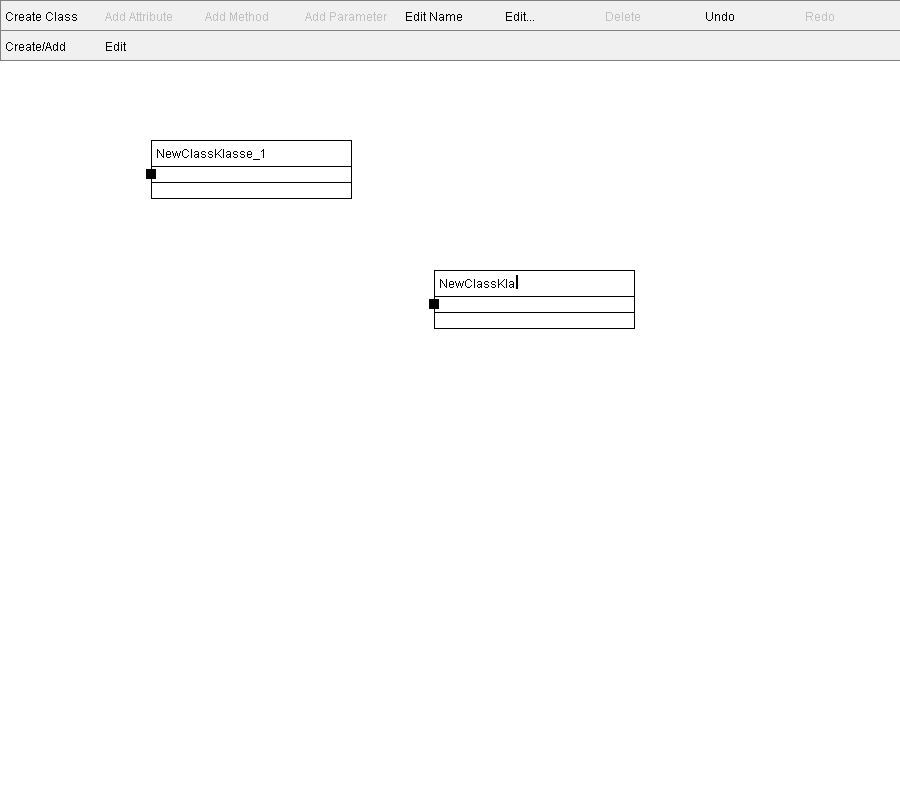 Create Class Add Attribute Add Method Add Parameter Edit Name Edit... Delete Undo Redo
Create/Add Edit
NewClassKlasse_1
NewClassKla